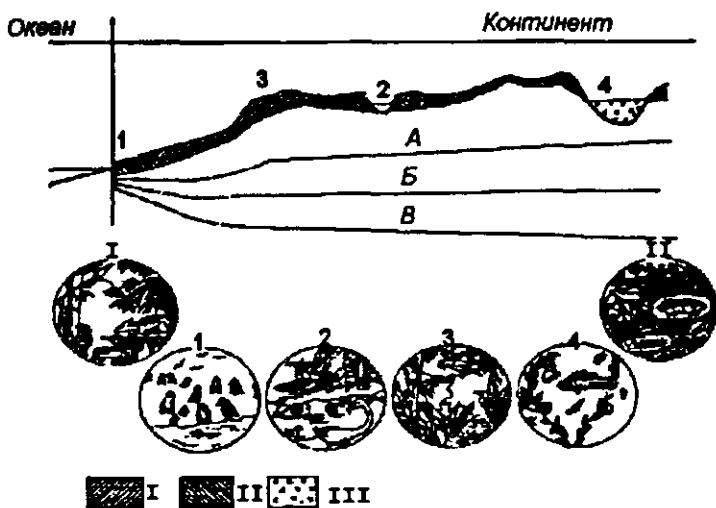 Океан Континент
3 2 4
1
А
Б
В
I II
1 2 3 4
I II III